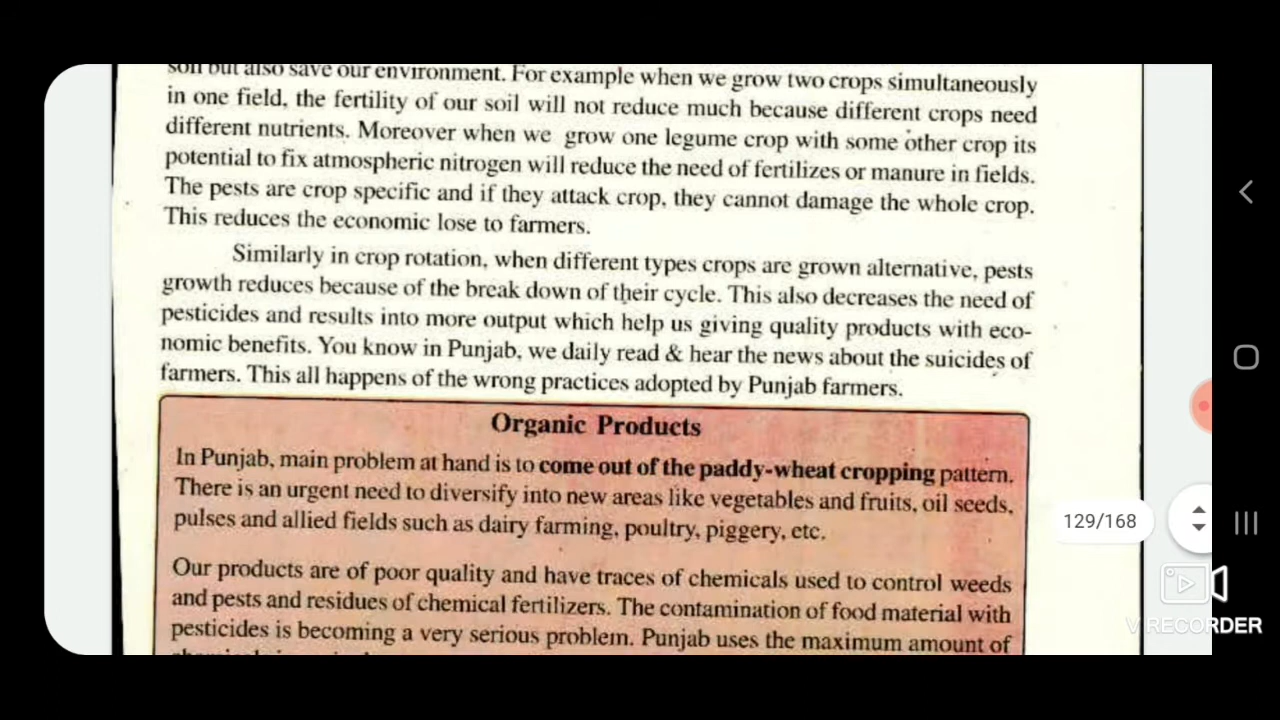 soil but also save our environment. For example when we grow two crops simultaneously
in one field, the fertility of our soil will not reduce much because different crops need
different nutrients. Moreover when we grow one legume crop with some other crop its
potential to fix atmospheric nitrogen will reduce the need of fertilizes or manure in fields.
The pests are crop specific and if they attack crop, they cannot damage the whole crop.
This reduces the economic lose to farmers.
Similarly in crop rotation, when different types crops are grown alternative, pests
growth reduces because of the break down of their cycle. This also decreases the need of
pesticides and results into more output which help us giving quality products with eco-
nomic benefits. You know in Punjab, we daily read & hear the news about the suicides of
farmers. This all happens of the wrong practices adopted by Punjab farmers.
Organic Products
In Punjab, main problem at hand is to come out of the paddy-wheat cropping pattern.
There is an urgent need to diversify into new areas like vegetables and fruits, oil seeds,
pulses and allied fields such as dairy farming, poultry, piggery, etc.
Our products are of poor quality and have traces of chemicals used to control weeds
and pests and residues of chemical fertilizers. The contamination of food material with
pesticides is becoming a very serious problem. Punjab uses the maximum amount of
129/168
V RECORDER